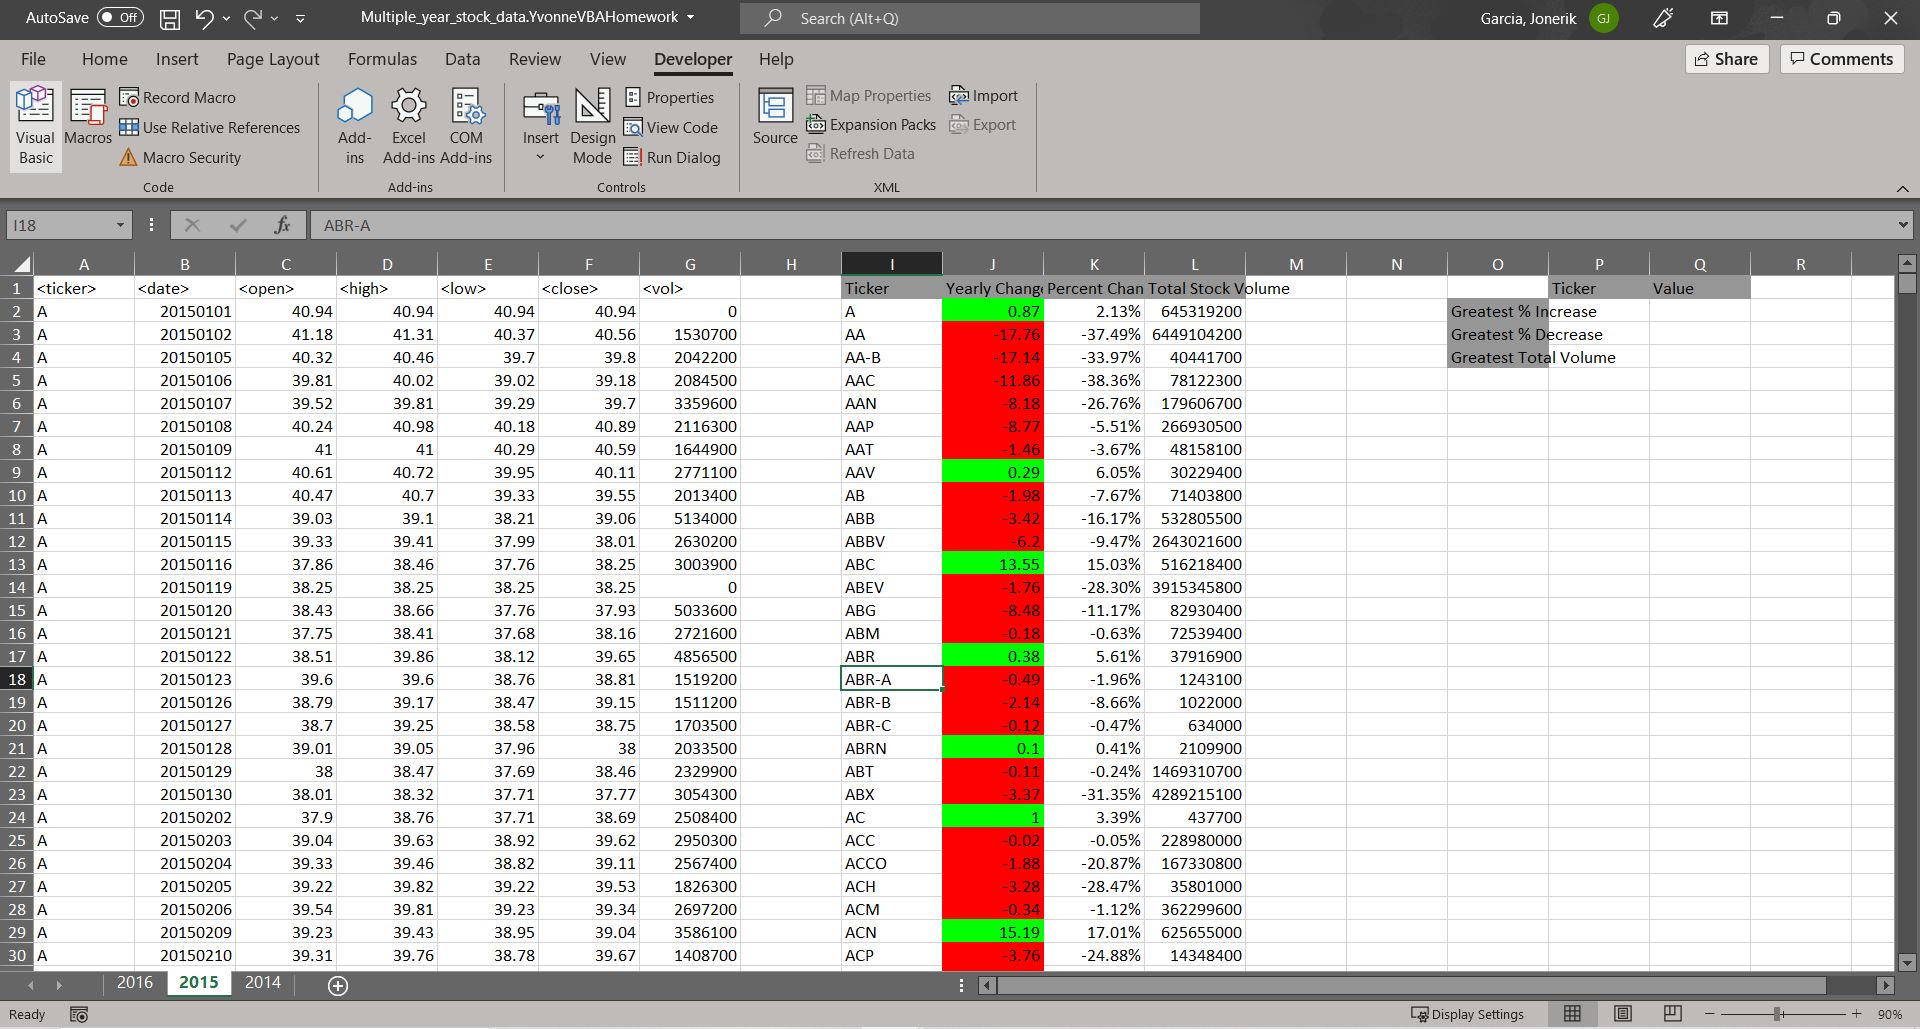 AutoSave Off Multiple_year_stock_data.YvonneVBAHomework Search (Alt+Q) Garcia, Jonerik GJ
File Home Insert Page Layout Formulas Data Review View Developer Help Share Comments
Visual Basic Macros Record Macro Use Relative References Macro Security Code
Add-ins Excel Add-ins COM Add-ins Add-ins
Insert Design Mode Properties View Code Run Dialog Controls
Source Map Properties Expansion Packs Refresh Data Import Export XML
I18 fx ABR-A
A B C D E F G H I J K L M N O P Q R
1 <ticker> <date> <open> <high> <low> <close> <vol> Ticker Yearly Change Percent Chan Total Stock Volume Ticker Value
2 A 20150101 40.94 40.94 40.94 40.94 0 A 0.87 2.13% 645319200 Greatest % Increase
3 A 20150102 41.18 41.31 40.37 40.56 1530700 AA -17.76 -37.49% 6449104200 Greatest % Decrease
4 A 20150105 40.32 40.46 39.7 39.8 2042200 AA-B -17.14 -33.97% 40441700 Greatest Total Volume
5 A 20150106 39.81 40.02 39.02 39.18 2084500 AAC -11.86 -38.36% 78122300
6 A 20150107 39.52 39.81 39.29 39.7 3359600 AAN -8.18 -26.76% 179606700
7 A 20150108 40.24 40.98 40.18 40.89 2116300 AAP -8.77 -5.51% 266930500
8 A 20150109 41 41 40.29 40.59 1644900 AAT -1.46 -3.67% 48158100
9 A 20150112 40.61 40.72 39.95 40.11 2771100 AAV 0.29 6.05% 30229400
10 A 20150113 40.47 40.7 39.33 39.55 2013400 AB -1.98 -7.67% 71403800
11 A 20150114 39.03 39.1 38.21 39.06 5134000 ABB -3.42 -16.17% 532805500
12 A 20150115 39.33 39.41 37.99 38.01 2630200 ABBV -6.2 -9.47% 2643021600
13 A 20150116 37.86 38.46 37.76 38.25 3003900 ABC 13.55 15.03% 516218400
14 A 20150119 38.25 38.25 38.25 38.25 0 ABEV -1.76 -28.30% 3915345800
15 A 20150120 38.43 38.66 37.76 37.93 5033600 ABG -8.48 -11.17% 82930400
16 A 20150121 37.75 38.41 37.68 38.16 2721600 ABM -0.18 -0.63% 72539400
17 A 20150122 38.51 39.86 38.12 39.65 4856500 ABR 0.38 5.61% 37916900
18 A 20150123 39.6 39.6 38.76 38.81 1519200 ABR-A -0.49 -1.96% 1243100
19 A 20150126 38.79 39.17 38.47 39.15 1511200 ABR-B -2.14 -8.66% 1022000
20 A 20150127 38.7 39.25 38.58 38.75 1703500 ABR-C -0.12 -0.47% 634000
21 A 20150128 39.01 39.05 37.96 38 2033500 ABRN 0.1 0.41% 2109900
22 A 20150129 38 38.47 37.69 38.46 2329900 ABT -0.11 -0.24% 1469310700
23 A 20150130 38.01 38.32 37.71 37.77 3054300 ABX -3.37 -31.35% 4289215100
24 A 20150202 37.9 38.76 37.71 38.69 2508400 AC 1 3.39% 437700
25 A 20150203 39.04 39.63 38.92 39.62 2950300 ACC -0.02 -0.05% 228980000
26 A 20150204 39.33 39.46 38.82 39.11 2567400 ACCO -1.88 -20.87% 167330800
27 A 20150205 39.22 39.82 39.22 39.53 1826300 ACH -3.28 -28.47% 35801000
28 A 20150206 39.54 39.81 39.23 39.34 2697200 ACM -0.34 -1.12% 362299600
29 A 20150209 39.23 39.43 38.95 39.04 3586100 ACN 15.19 17.01% 625655000
30 A 20150210 39.31 39.76 38.78 39.67 1408700 ACP -3.76 -24.88% 14348400
2016 2015 2014
Ready Display Settings 90%